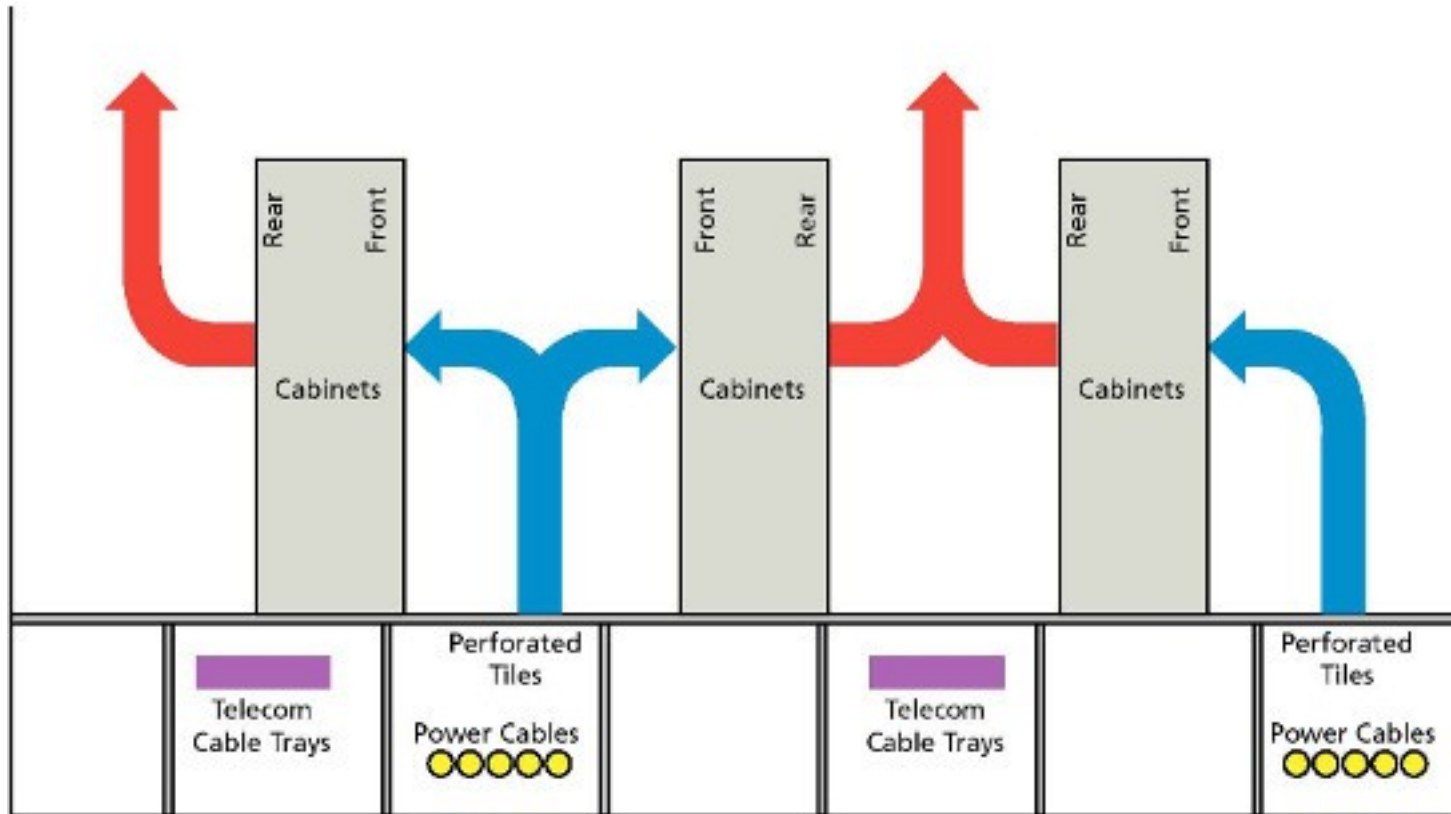 Rear
Front
Front
Rear
Rear
Front
Cabinets
Cabinets
Cabinets
Perforated
Tiles
Perforated
Tiles
Telecom
Cable Trays
Power Cables
Telecom
Cable Trays
Power Cables